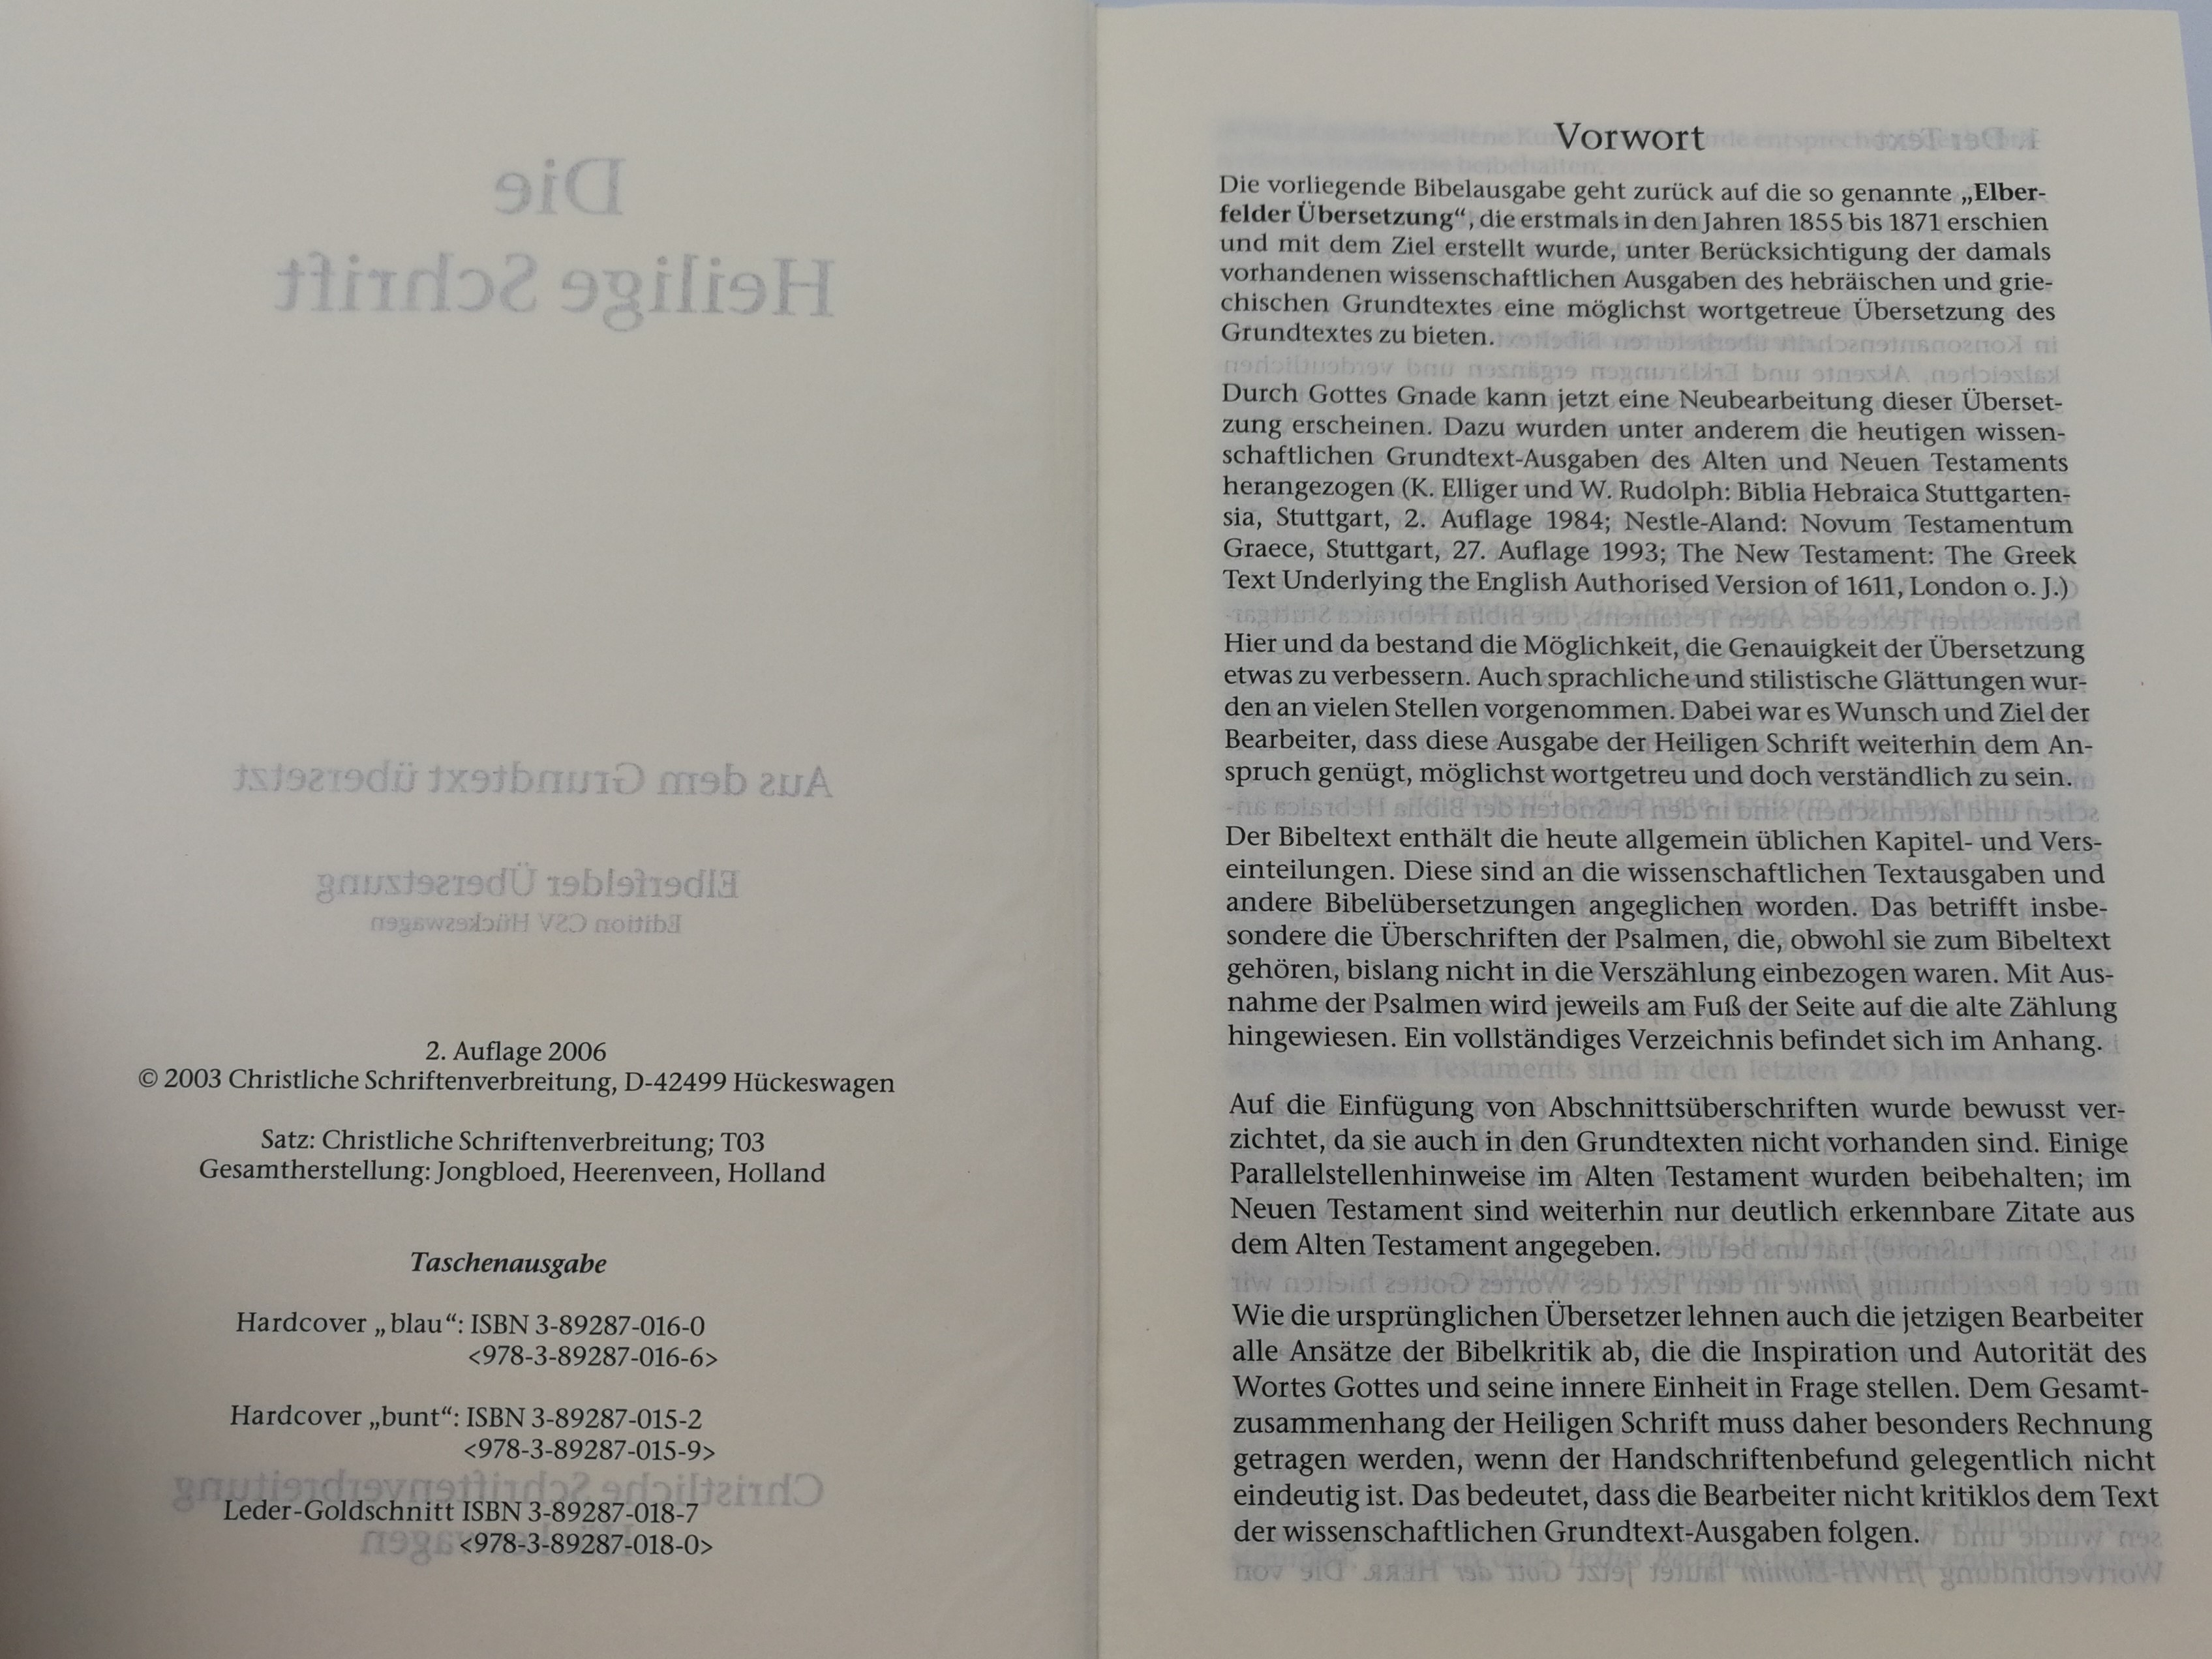 Die
Heilige Schrift
Aus dem Grundtext übersetzt
Elberfelder Übersetzung
Edition CSV Hückeswagen
2. Auflage 2006
© 2003 Christliche Schriftenverbreitung, D-42499 Hückeswagen
Satz: Christliche Schriftenverbreitung; T03
Gesamtherstellung: Jongbloed, Heerenveen, Holland
Taschenausgabe
Hardcover „blau“: ISBN 3-89287-016-0
<978-3-89287-016-6>
Hardcover „bunt“: ISBN 3-89287-015-2
<978-3-89287-015-9>
Christliche Schriftenverbreitung
Leder-Goldschnitt ISBN 3-89287-018-7
<978-3-89287-018-0>
Vorwort
Die vorliegende Bibelausgabe geht zurück auf die so genannte „Elber-
felder Übersetzung“, die erstmals in den Jahren 1855 bis 1871 erschien
und mit dem Ziel erstellt wurde, unter Berücksichtigung der damals
vorhandenen wissenschaftlichen Ausgaben des hebräischen und grie-
chischen Grundtextes eine möglichst wortgetreue Übersetzung des
Grundtextes zu bieten.
Durch Gottes Gnade kann jetzt eine Neubearbeitung dieser Überset-
zung erscheinen. Dazu wurden unter anderem die heutigen wissen-
schaftlichen Grundtext-Ausgaben des Alten und Neuen Testaments
herangezogen (K. Elliger und W. Rudolph: Biblia Hebraica Stuttgarten-
sia, Stuttgart, 2. Auflage 1984; Nestle-Aland: Novum Testamentum
Graece, Stuttgart, 27. Auflage 1993; The New Testament: The Greek
Text Underlying the English Authorised Version of 1611, London o. J.)
Hier und da bestand die Möglichkeit, die Genauigkeit der Übersetzung
etwas zu verbessern. Auch sprachliche und stilistische Glättungen wur-
den an vielen Stellen vorgenommen. Dabei war es Wunsch und Ziel der
Bearbeiter, dass diese Ausgabe der Heiligen Schrift weiterhin dem An-
spruch genügt, möglichst wortgetreu und doch verständlich zu sein.
Der Bibeltext enthält die heute allgemein üblichen Kapitel- und Vers-
einteilungen. Diese sind an die wissenschaftlichen Textausgaben und
andere Bibelübersetzungen angeglichen worden. Das betrifft insbe-
sondere die Überschriften der Psalmen, die, obwohl sie zum Bibeltext
gehören, bislang nicht in die Verszählung einbezogen waren. Mit Aus-
nahme der Psalmen wird jeweils am Fuß der Seite auf die alte Zählung
hingewiesen. Ein vollständiges Verzeichnis befindet sich im Anhang.
Auf die Einfügung von Abschnittsüberschriften wurde bewusst ver-
zichtet, da sie auch in den Grundtexten nicht vorhanden sind. Einige
Parallelstellenhinweise im Alten Testament wurden beibehalten; im
Neuen Testament sind weiterhin nur deutlich erkennbare Zitate aus
dem Alten Testament angegeben.
Wie die ursprünglichen Übersetzer lehnen auch die jetzigen Bearbeiter
alle Ansätze der Bibelkritik ab, die die Inspiration und Autorität des
Wortes Gottes und seine innere Einheit in Frage stellen. Dem Gesamt-
zusammenhang der Heiligen Schrift muss daher besonders Rechnung
getragen werden, wenn der Handschriftenbefund gelegentlich nicht
eindeutig ist. Das bedeutet, dass die Bearbeiter nicht kritiklos dem Text
der wissenschaftlichen Grundtext-Ausgaben folgen.